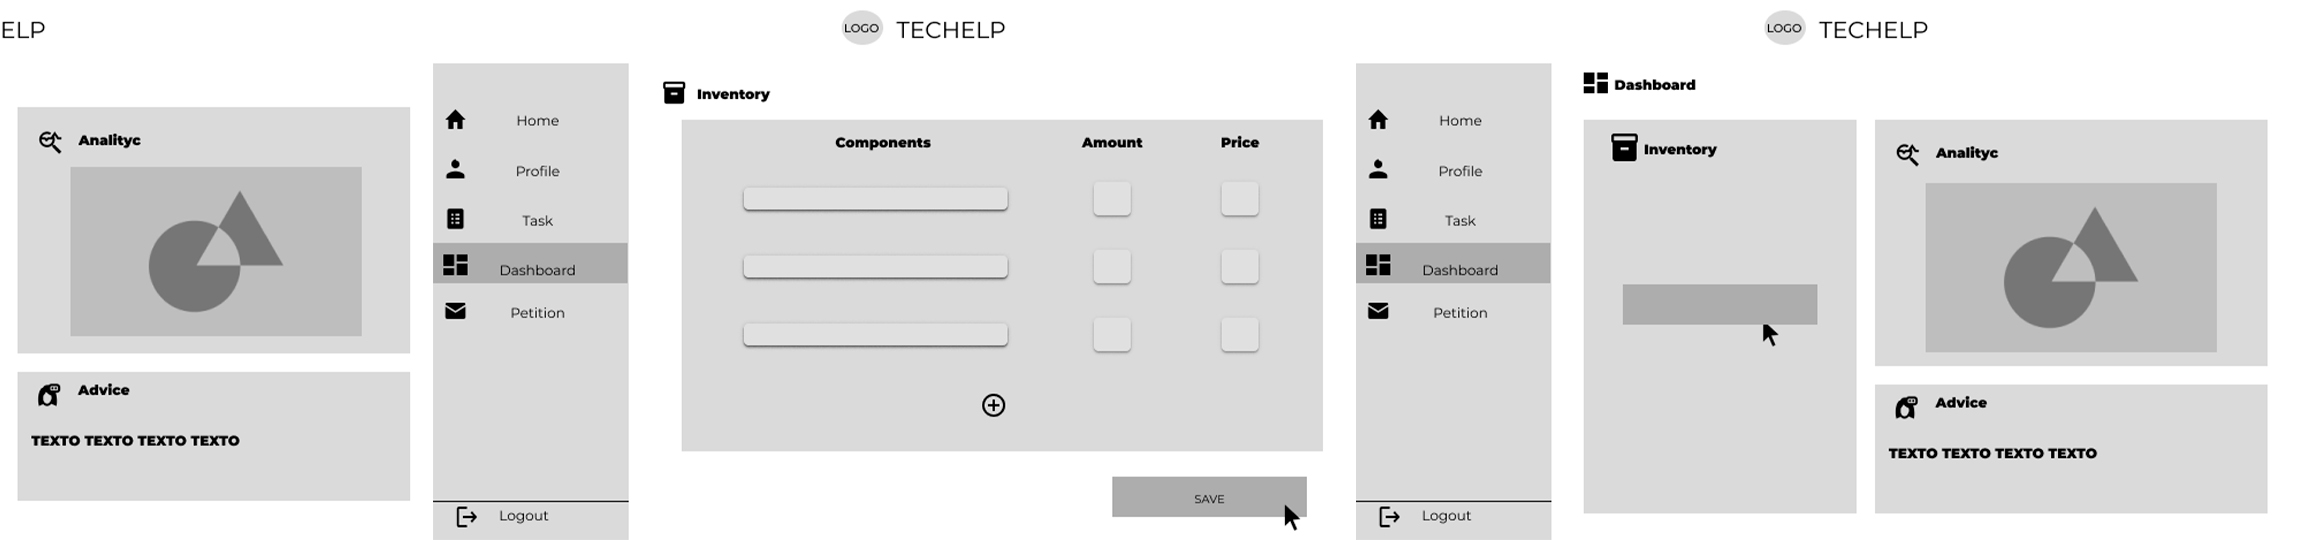 ELP
Analityc
Advice
TEXTO TEXTO TEXTO TEXTO
LOGO TECHELP
Home
Profile
Task
Dashboard
Petition
Logout
Inventory
Components Amount Price
SAVE
LOGO TECHELP
Home
Profile
Task
Dashboard
Petition
Logout
Dashboard
Inventory
Analityc
Advice
TEXTO TEXTO TEXTO TEXTO